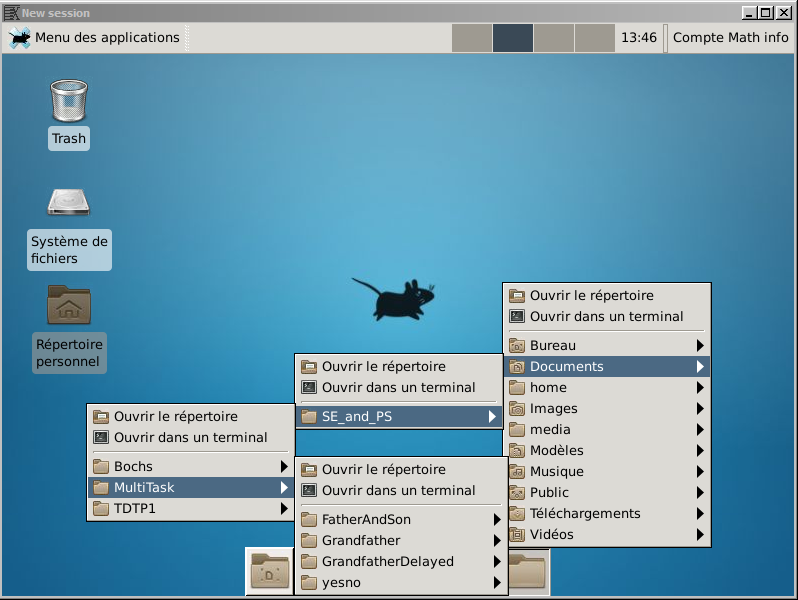 New session
Menu des applications
13:46
Compte Math info
Trash
Système de
fichiers
Répertoire
personnel
Ouvrir le répertoire
Ouvrir dans un terminal
Bureau
Documents
home
Images
media
Modèles
Musique
Public
Téléchargements
Vidéos
Ouvrir le répertoire
Ouvrir dans un terminal
SE_and_PS
Ouvrir le répertoire
Ouvrir dans un terminal
Bochs
MultiTask
TDTP1
Ouvrir le répertoire
Ouvrir dans un terminal
FatherAndSon
Grandfather
GrandfatherDelayed
yesno